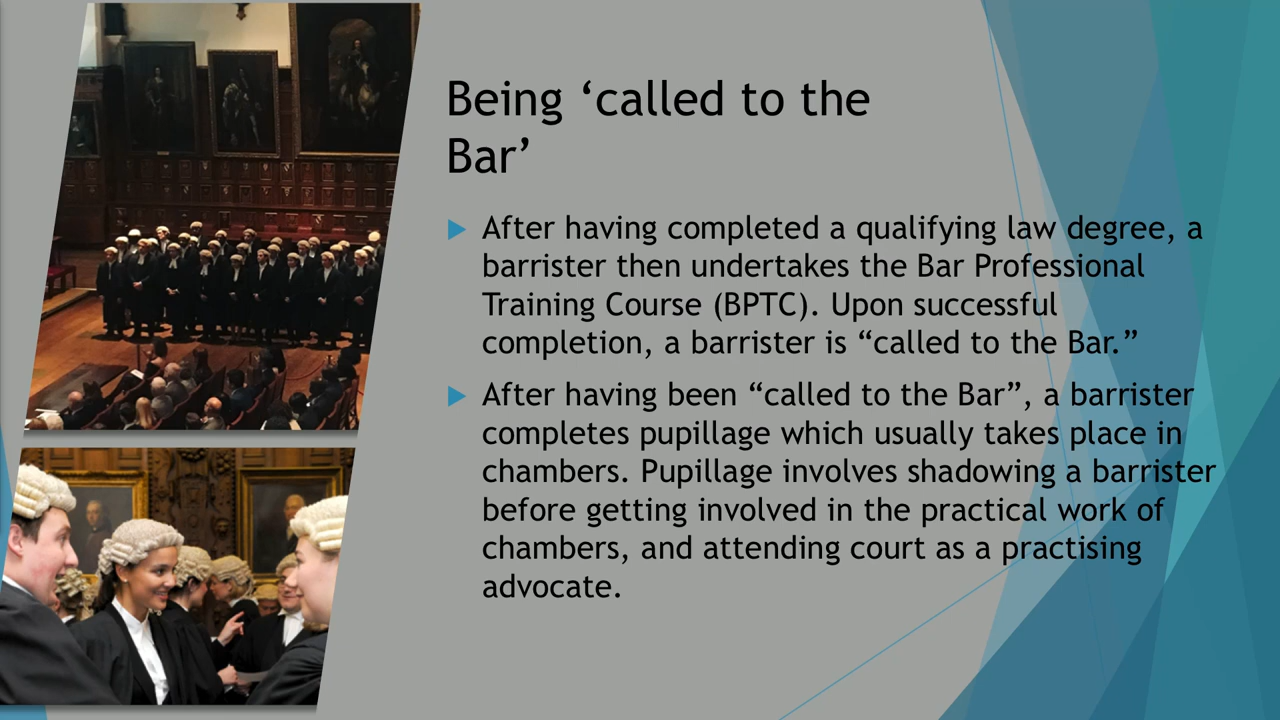 Being ‘called to the
Bar’
After having completed a qualifying law degree, a
barrister then undertakes the Bar Professional
Training Course (BPTC). Upon successful
completion, a barrister is “called to the Bar.”
After having been “called to the Bar”, a barrister
completes pupillage which usually takes place in
chambers. Pupillage involves shadowing a barrister
before getting involved in the practical work of
chambers, and attending court as a practising
advocate.